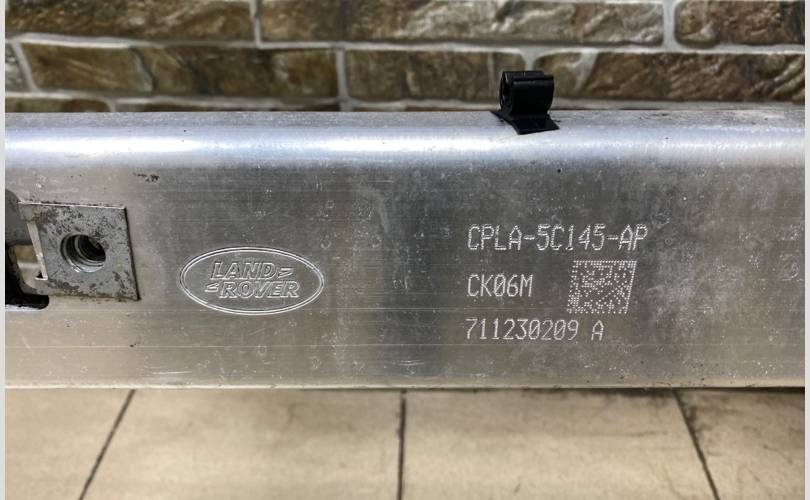 LAND
ROVER
CPLA-5C145-AP
CK06M
711230209 A